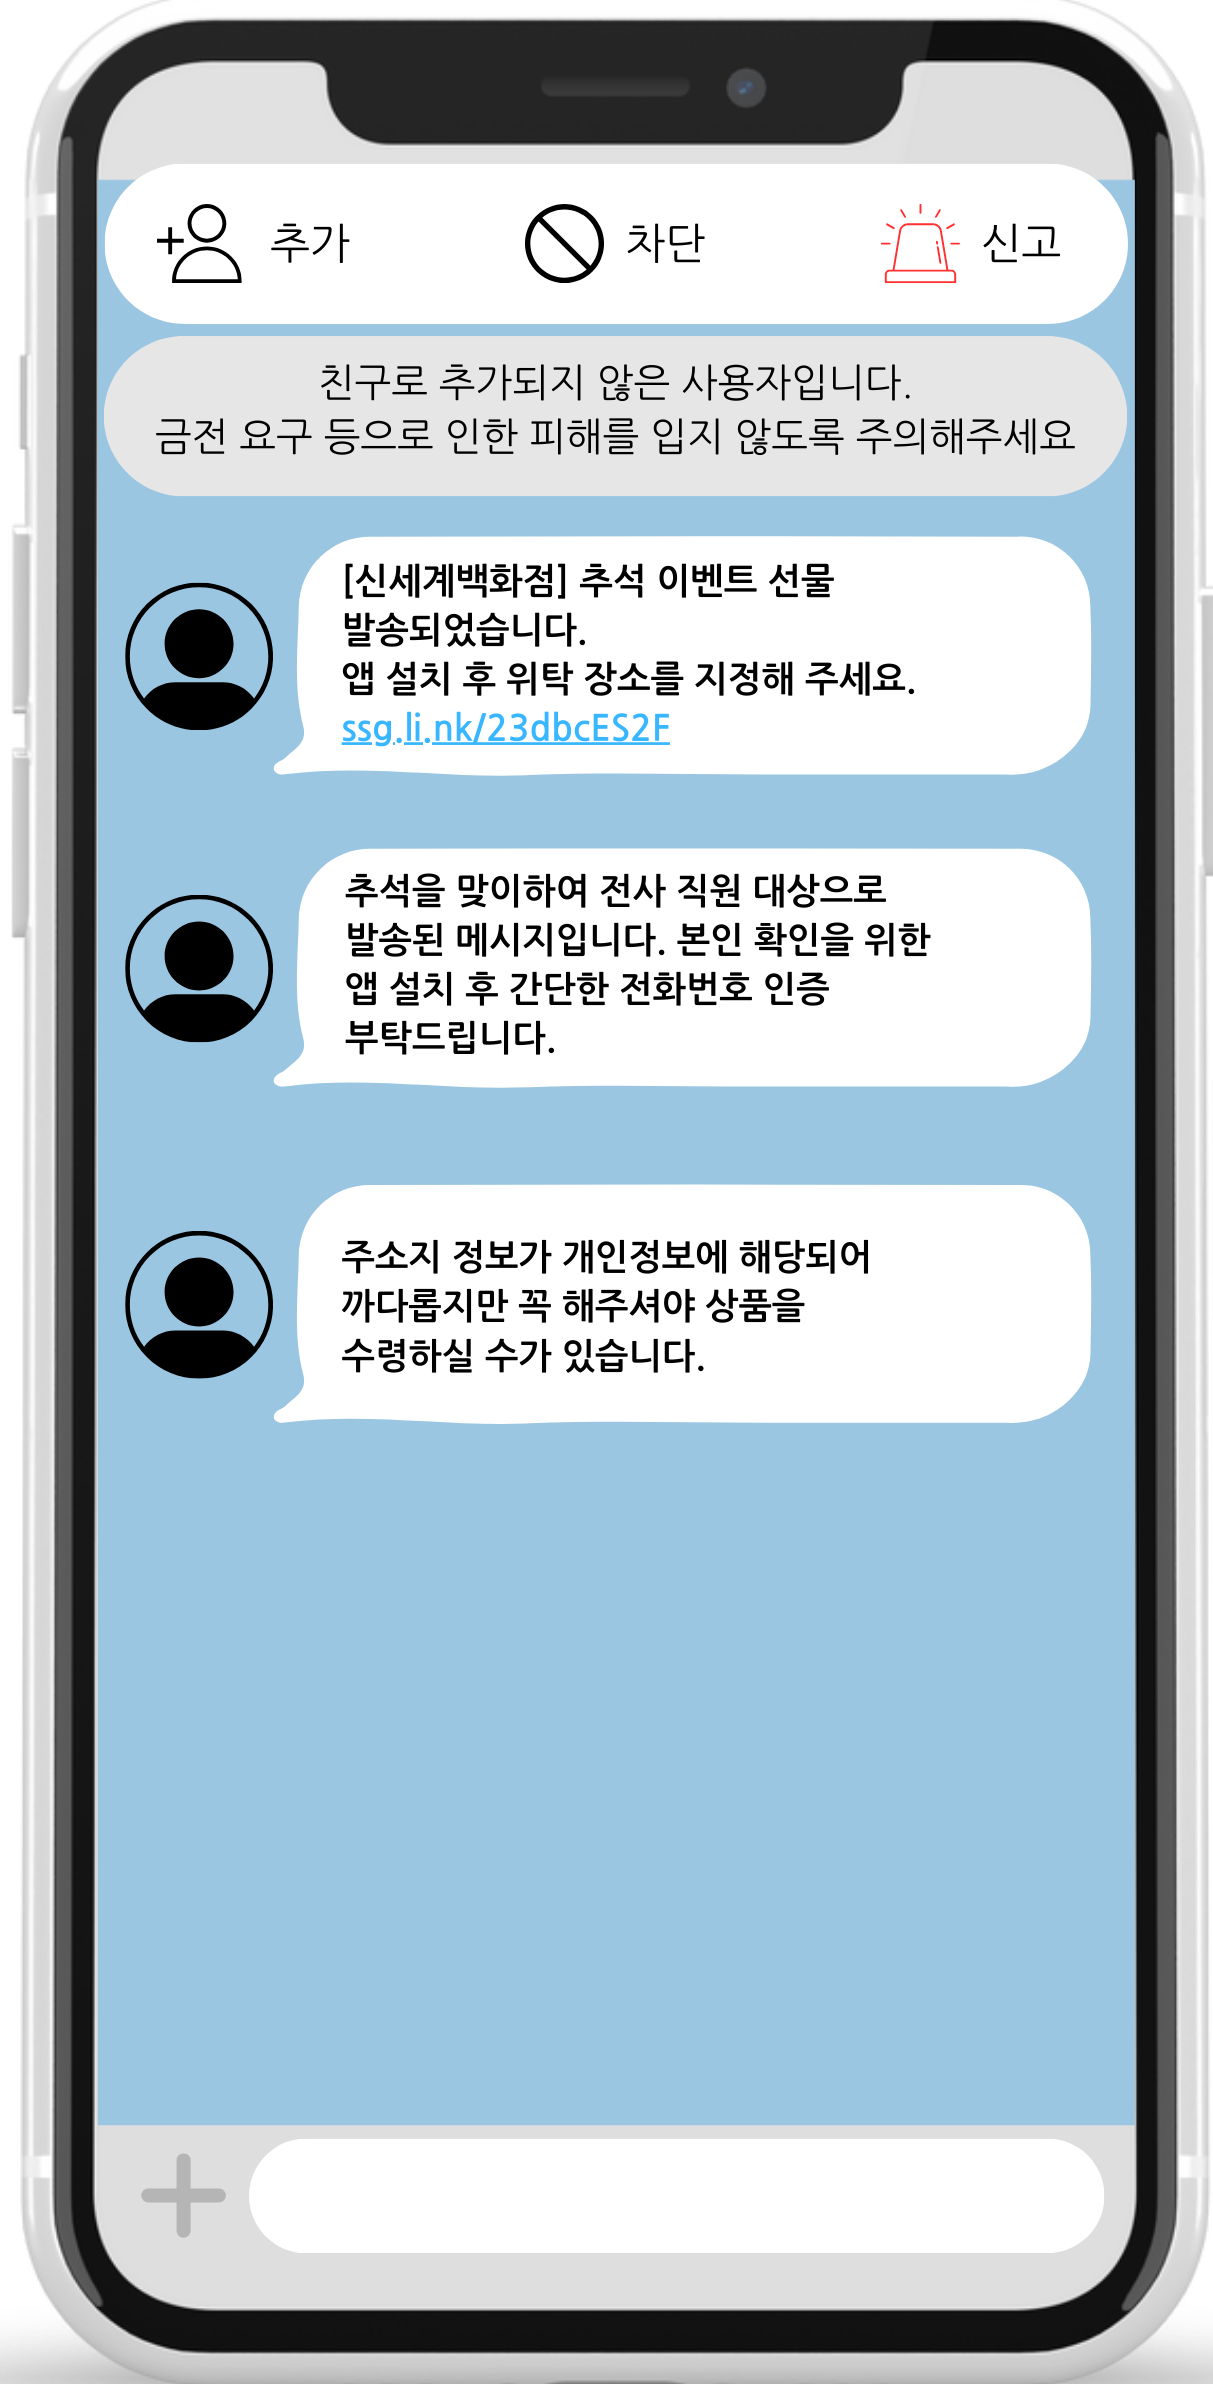 추가
차단
신고
친구로 추가되지 않은 사용자입니다.
금전 요구 등으로 인한 피해를 입지 않도록 주의해주세요
[신세계백화점] 추석 이벤트 선물
발송되었습니다.
앱 설치 후 위탁 장소를 지정해 주세요.
ssg.li.nk/23dbcES2F
추석을 맞이하여 전사 직원 대상으로
발송된 메시지입니다. 본인 확인을 위한
앱 설치 후 간단한 전화번호 인증
부탁드립니다.
주소지 정보가 개인정보에 해당되어
까다롭지만 꼭 해주셔야 상품을
수령하실 수가 있습니다.